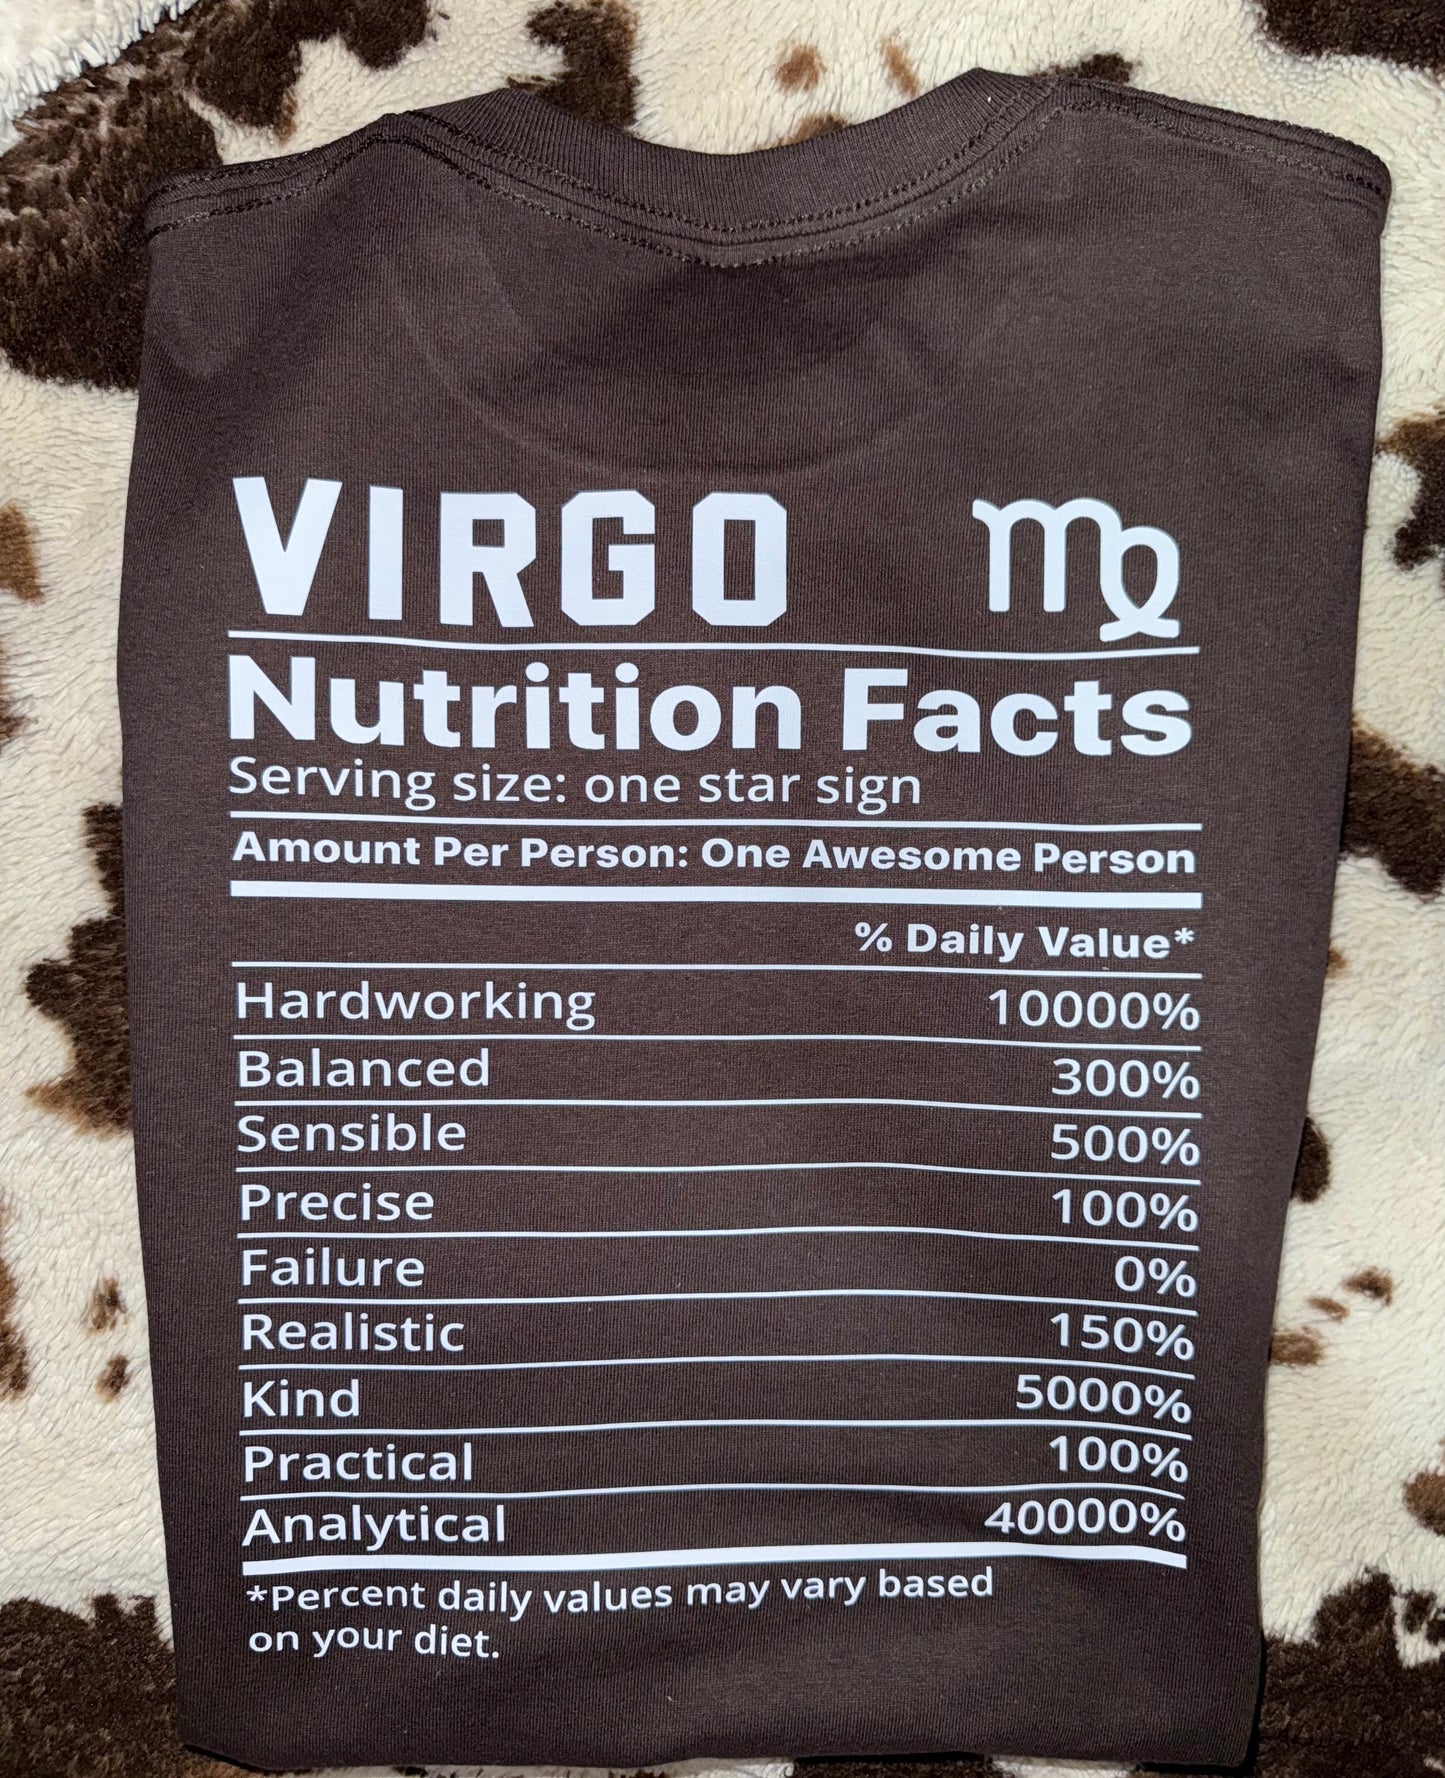 VIRGO ♍
Nutrition Facts
Serving size: one star sign
Amount Per Person: One Awesome Person
% Daily Value*
Hardworking 10000%
Balanced 300%
Sensible 500%
Precise 100%
Failure 0%
Realistic 150%
Kind 5000%
Practical 100%
Analytical 40000%
*Percent daily values may vary based
on your diet.